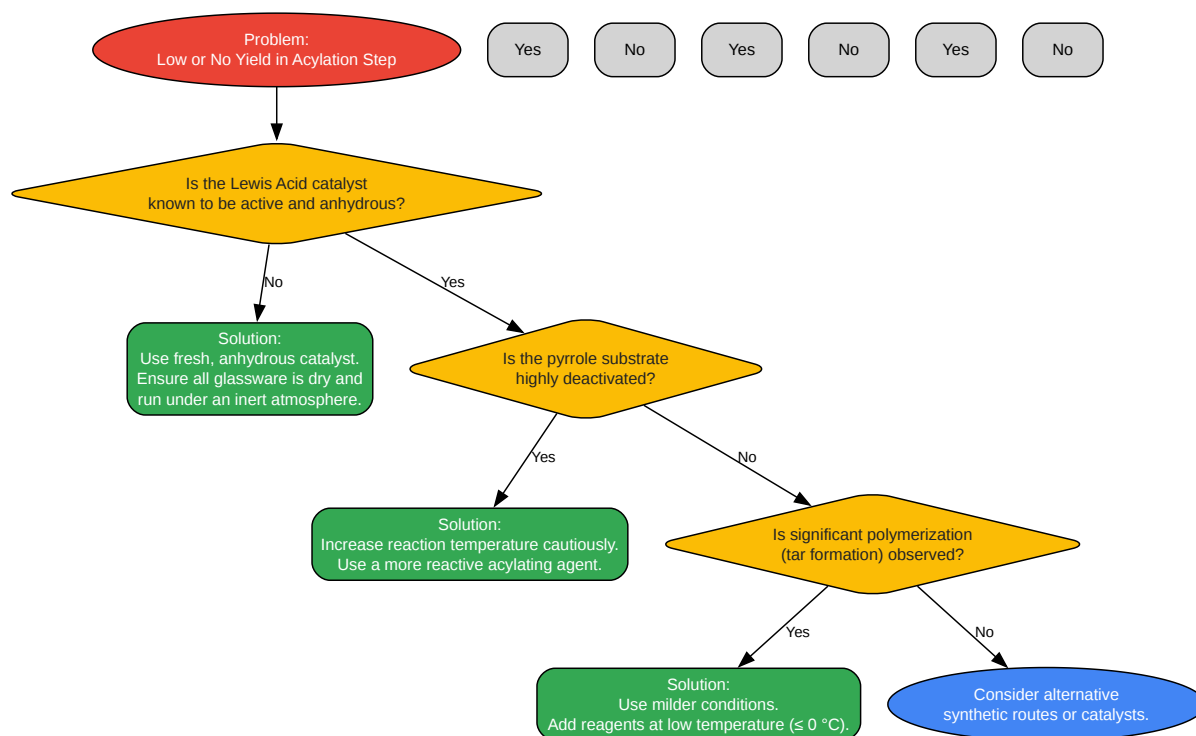 Problem:
Low or No Yield in Acylation Step
Yes
No
Yes
No
Yes
No
Is the Lewis Acid catalyst
known to be active and anhydrous?
No
Yes
Solution:
Use fresh, anhydrous catalyst.
Ensure all glassware is dry and
run under an inert atmosphere.
Is the pyrrole substrate
highly deactivated?
Yes
No
Solution:
Increase reaction temperature cautiously.
Use a more reactive acylating agent.
Is significant polymerization
(tar formation) observed?
Yes
No
Solution:
Use milder conditions.
Add reagents at low temperature (≤ 0 °C).
Consider alternative
synthetic routes or catalysts.